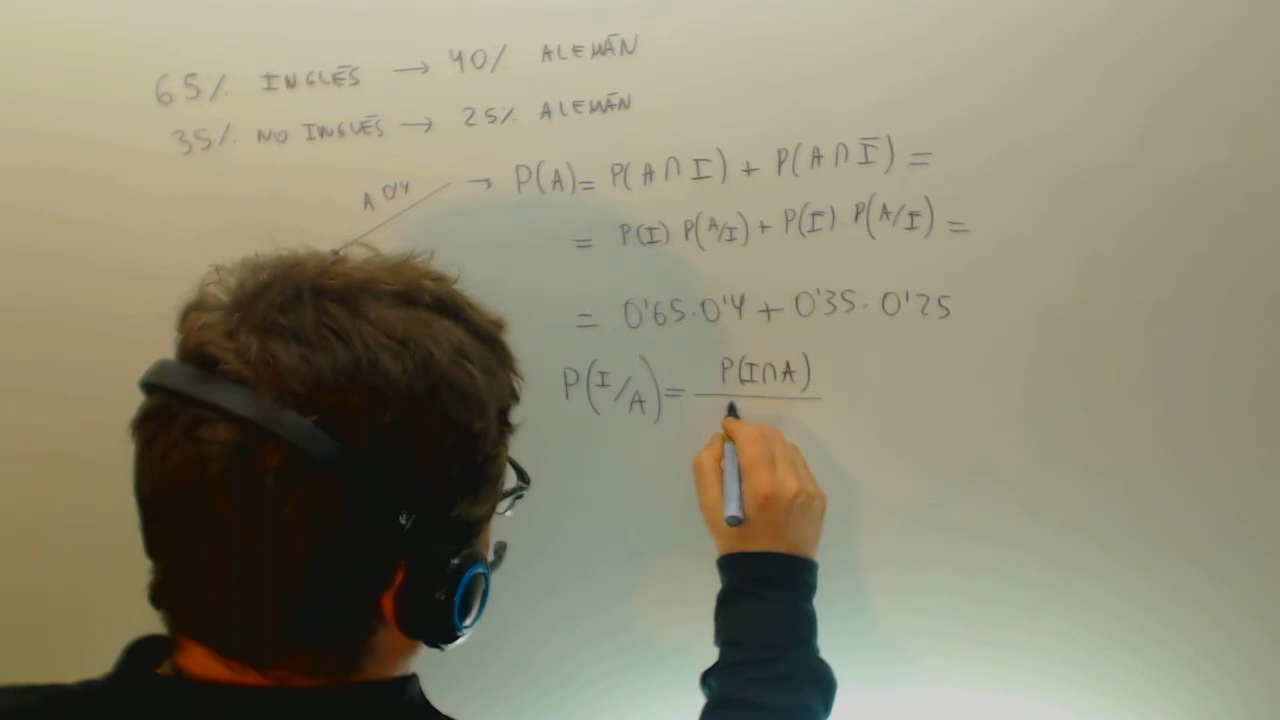 65% INGLÉS → 40% ALEMÁN
35% NO INGLÉS → 25% ALEMÁN
A 0'4
→ P(A) = P(A∩I) + P(A∩Ī) =
= P(I) P(A/I) + P(Ī) P(A/Ī) =
= 0'65·0'4 + 0'35·0'25
P(I/A) = P(I∩A)